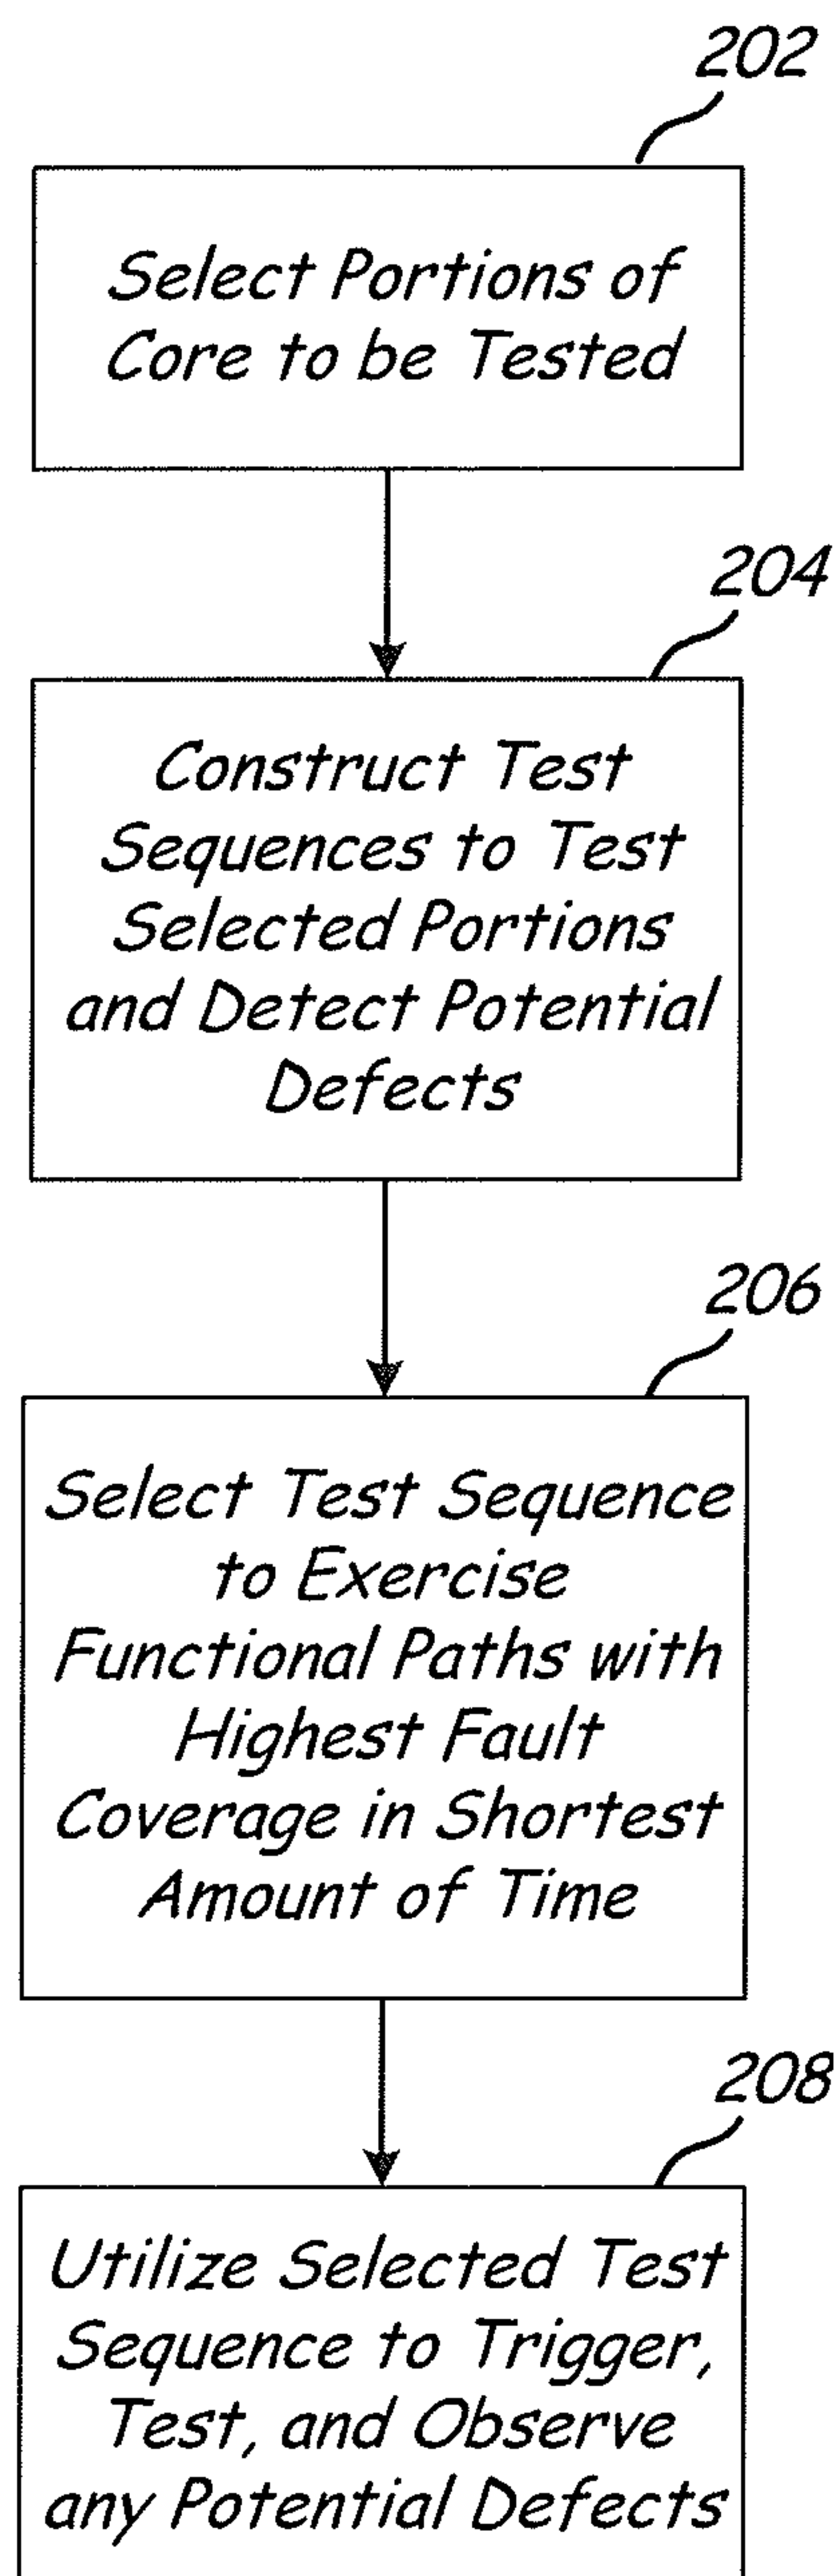 202
Select Portions of
Core to be Tested
204
Construct Test
Sequences to Test
Selected Portions
and Detect Potential
Defects
206
Select Test Sequence
to Exercise
Functional Paths with
Highest Fault
Coverage in Shortest
Amount of Time
208
Utilize Selected Test
Sequence to Trigger,
Test, and Observe
any Potential Defects